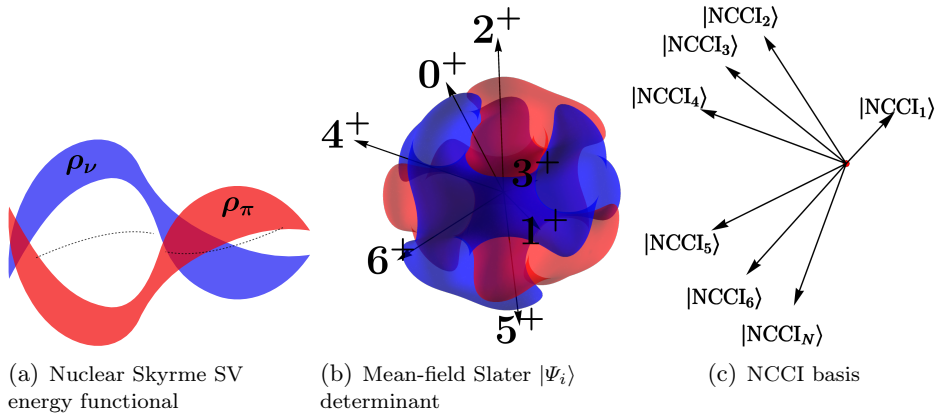 ρν
ρπ
(a) Nuclear Skyrme SV
energy functional
2+
0+
4+
3+
1+
6+
5+
(b) Mean-field Slater |Ψi⟩
determinant
|NCCI2⟩
|NCCI3⟩
|NCCI4⟩
|NCCI1⟩
|NCCI5⟩
|NCCI6⟩
|NCCIN⟩
(c) NCCI basis